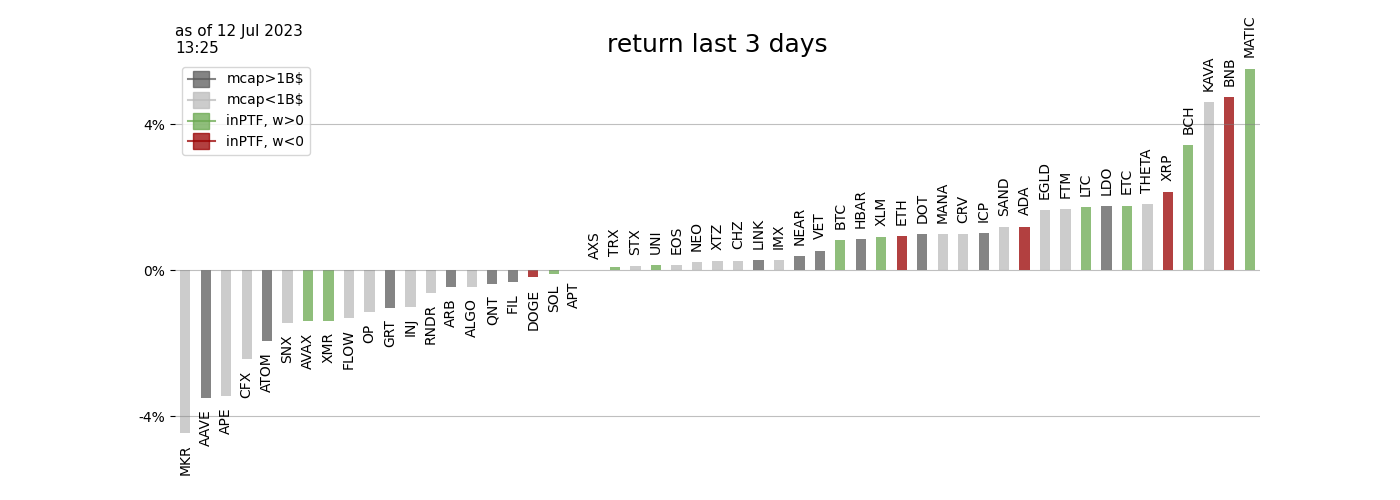 as of 12 Jul 2023
13:25
return last 3 days
mcap>1B$
mcap<1B$
inPTF, w>0
inPTF, w<0
4%
0%
-4%
MKR
AAVE
APE
CFX
ATOM
SNX
AVAX
XMR
FLOW
OP
GRT
INJ
RNDR
ARB
ALGO
QNT
FIL
DOGE
SOL
APT
AXS
TRX
STX
UNI
EOS
NEO
XTZ
CHZ
LINK
IMX
NEAR
VET
BTC
HBAR
XLM
ETH
DOT
MANA
CRV
ICP
SAND
ADA
EGLD
FTM
LTC
LDO
ETC
THETA
XRP
BCH
KAVA
BNB
MATIC